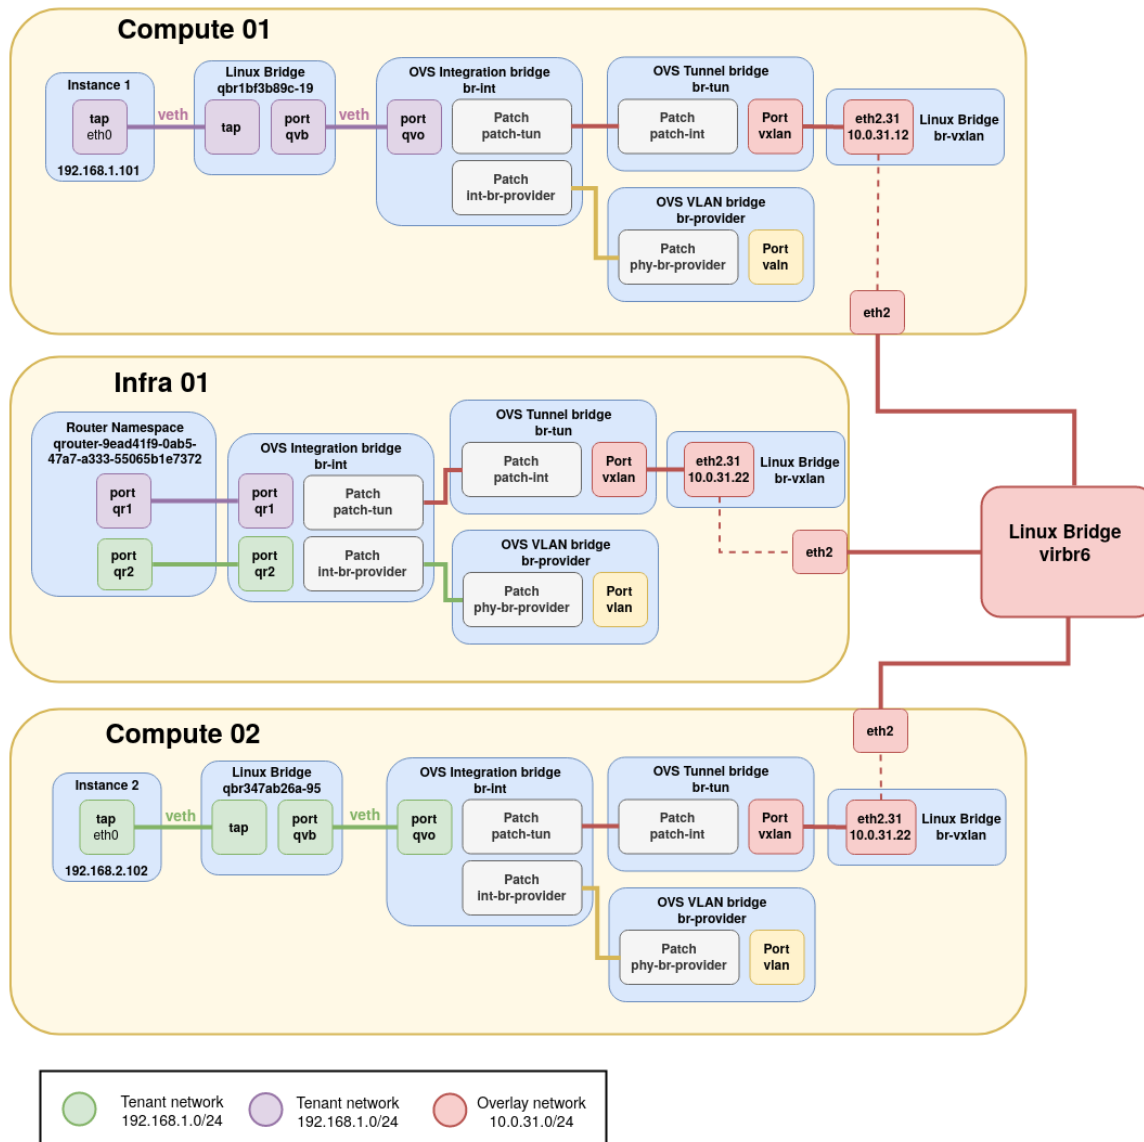 Compute 01
Instance 1
tap
eth0
192.168.1.101
veth
Linux Bridge
qbr1bf3b89c-19
tap
port
qvb
veth
OVS Integration bridge
br-int
port
qvo
Patch
patch-tun
Patch
int-br-provider
OVS Tunnel bridge
br-tun
Patch
patch-int
Port
vxlan
eth2.31
10.0.31.12
Linux Bridge
br-vxlan
OVS VLAN bridge
br-provider
Patch
phy-br-provider
Port
valn
eth2
Infra 01
Router Namespace
qrouter-9ead41f9-0ab5-
47a7-a333-55065b1e7372
port
qr1
port
qr2
OVS Integration bridge
br-int
port
qr1
Patch
patch-tun
port
qr2
Patch
int-br-provider
OVS Tunnel bridge
br-tun
Patch
patch-int
Port
vxlan
eth2.31
10.0.31.22
Linux Bridge
br-vxlan
OVS VLAN bridge
br-provider
Patch
phy-br-provider
Port
vlan
eth2
Linux Bridge
virbr6
Compute 02
Instance 2
tap
eth0
192.168.2.102
veth
Linux Bridge
qbr347ab26a-95
tap
port
qvb
veth
OVS Integration bridge
br-int
port
qvo
Patch
patch-tun
Patch
int-br-provider
OVS Tunnel bridge
br-tun
Patch
patch-int
Port
vxlan
eth2
eth2.31
10.0.31.22
Linux Bridge
br-vxlan
OVS VLAN bridge
br-provider
Patch
phy-br-provider
Port
vlan
Tenant network
192.168.1.0/24
Tenant network
192.168.1.0/24
Overlay network
10.0.31.0/24